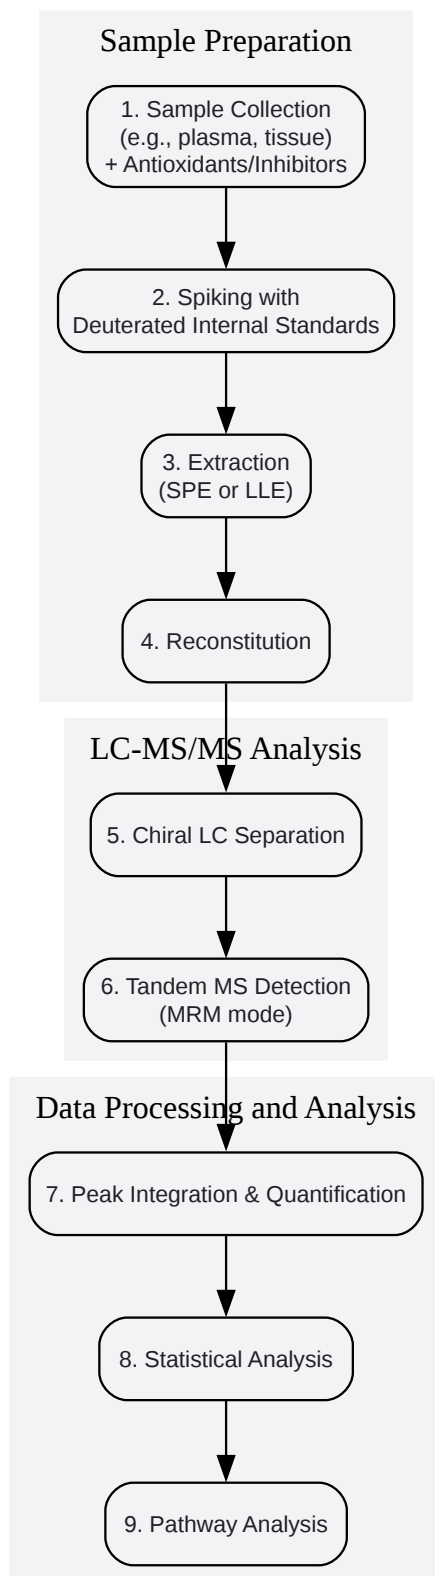 Sample Preparation
1. Sample Collection
(e.g., plasma, tissue)
+ Antioxidants/Inhibitors
2. Spiking with
Deuterated Internal Standards
3. Extraction
(SPE or LLE)
4. Reconstitution
LC-MS/MS Analysis
5. Chiral LC Separation
6. Tandem MS Detection
(MRM mode)
Data Processing and Analysis
7. Peak Integration & Quantification
8. Statistical Analysis
9. Pathway Analysis